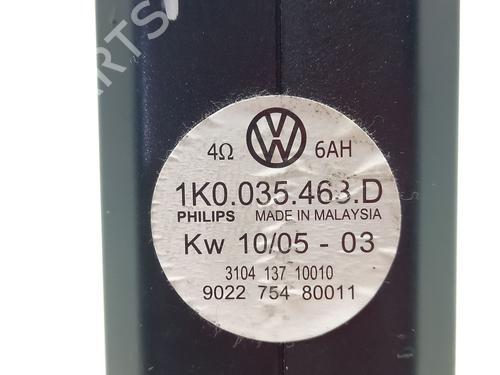 4Ω VW 6AH
1K0.035.463.D
PHILIPS MADE IN MALAYSIA
Kw 10/05 - 03
3104 137 10010
9022 754 80011